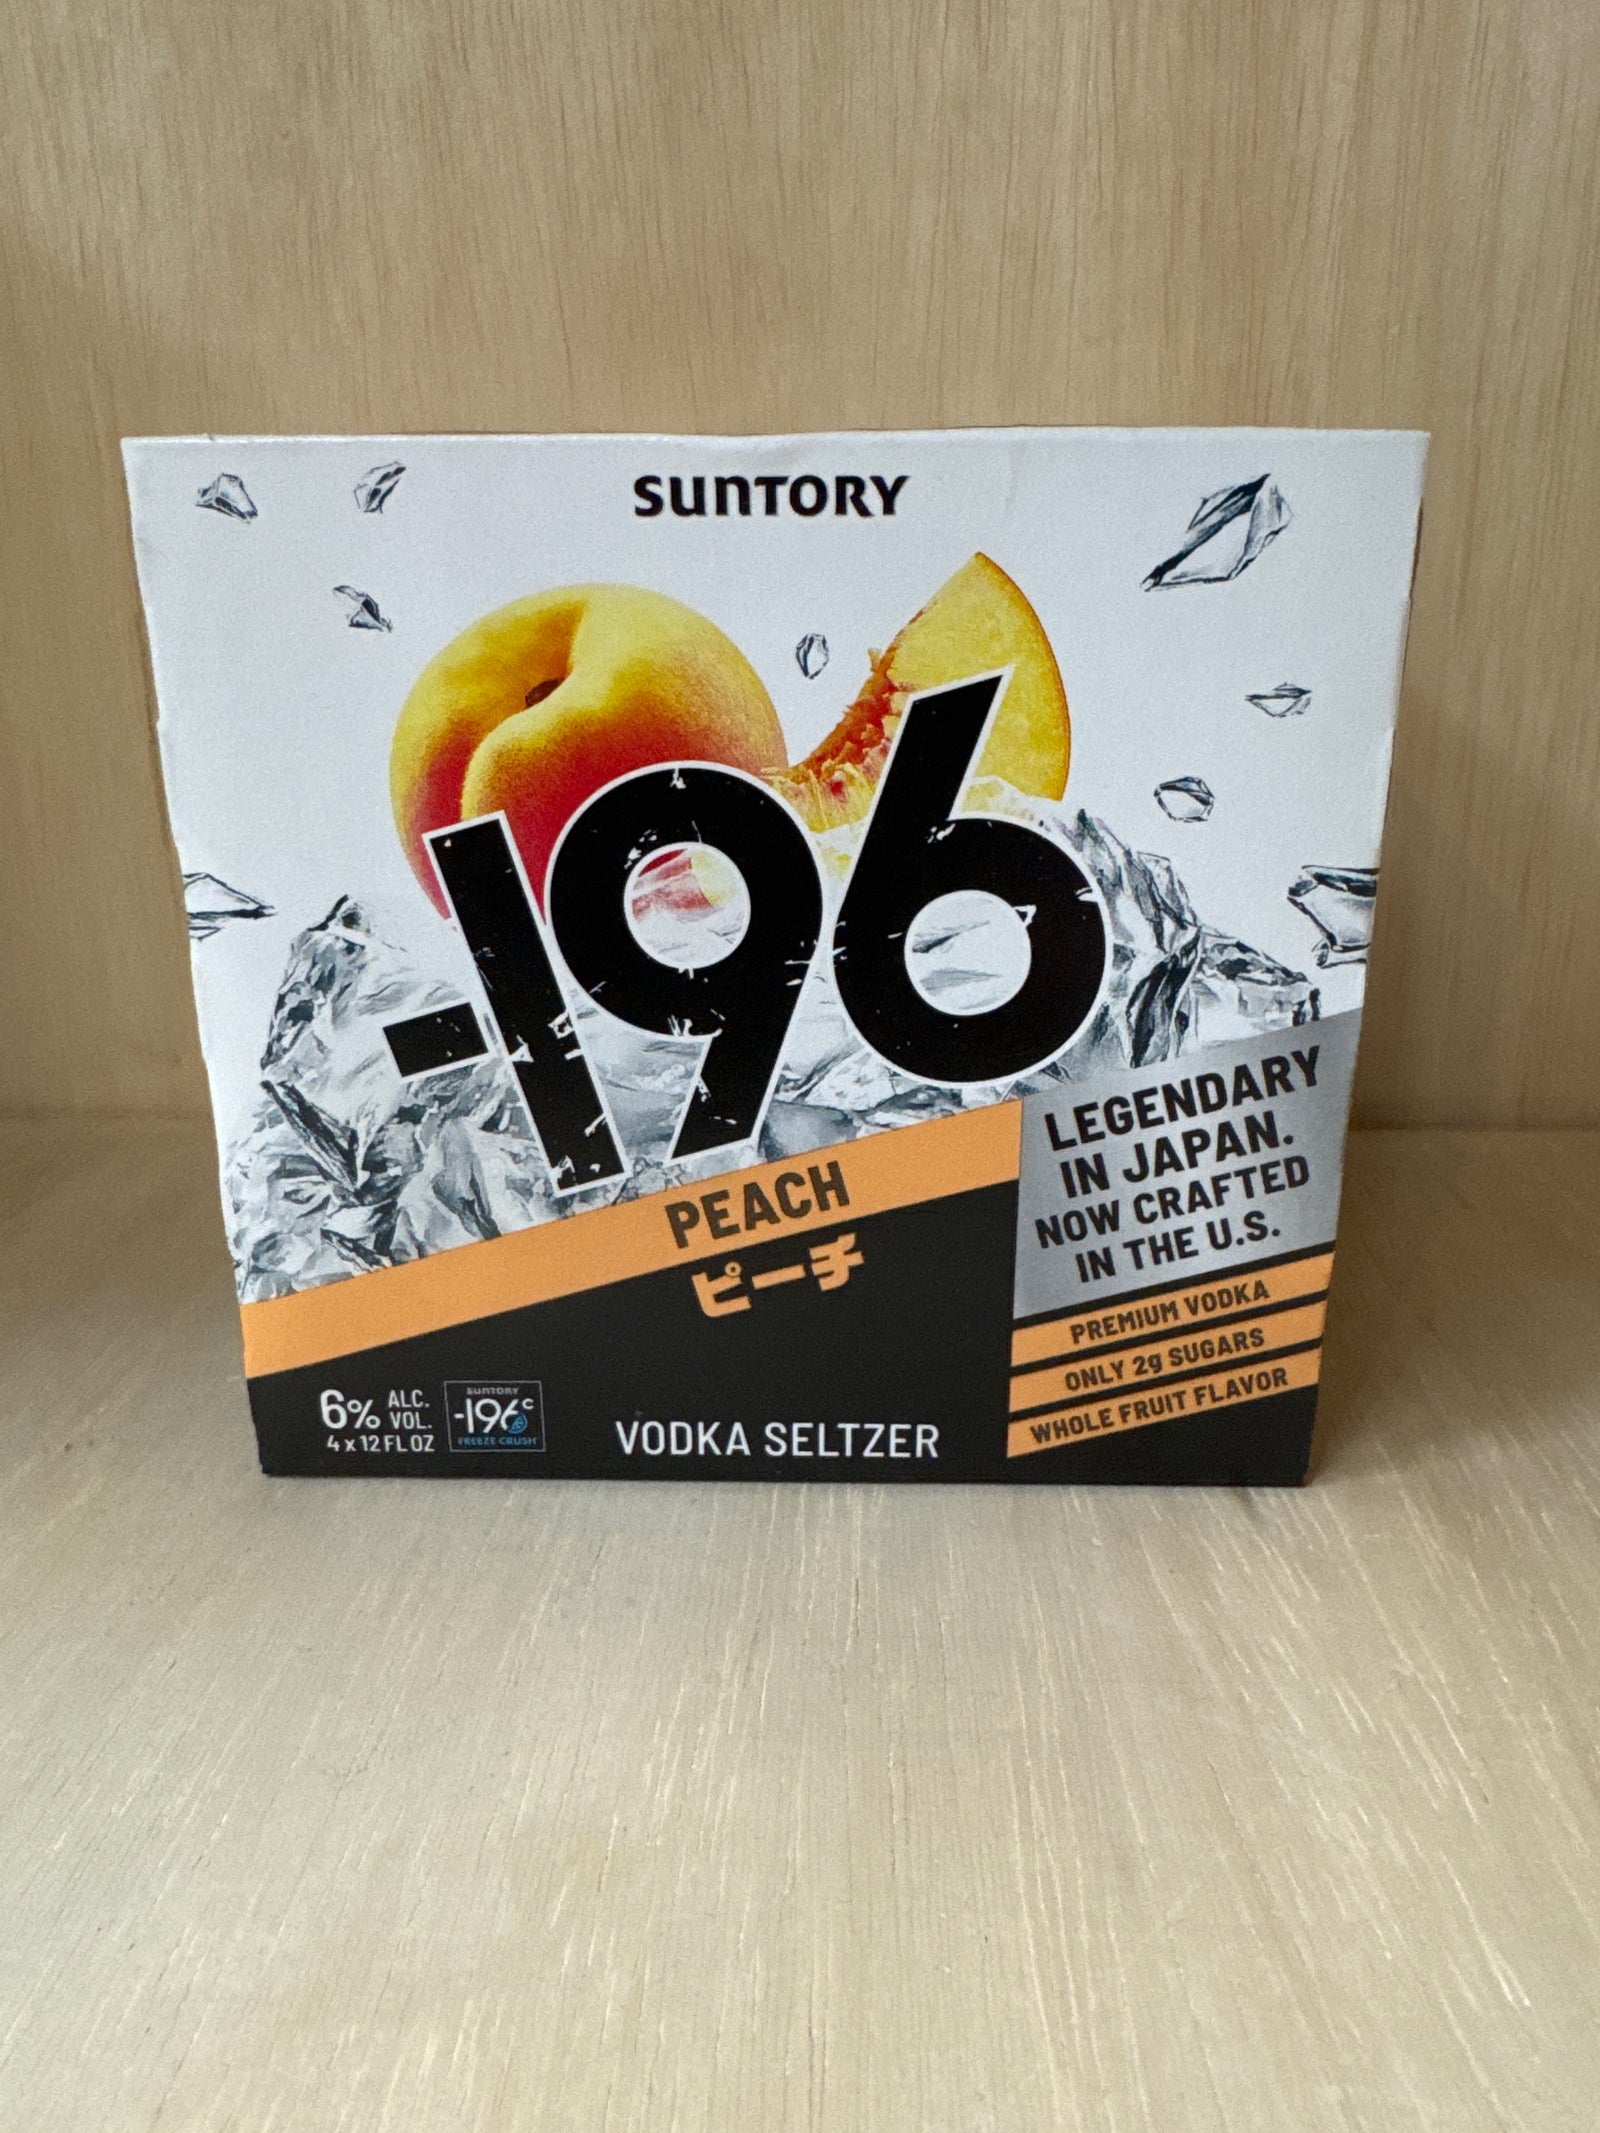 SUNTORY
-196
PEACH
ピーチ
LEGENDARY
IN JAPAN.
NOW CRAFTED
IN THE U.S.
PREMIUM VODKA
ONLY 2g SUGARS
WHOLE FRUIT FLAVOR
6% ALC.
VOL.
4 x 12 FL OZ
SUNTORY
-196°C
FREEZE CRUSH
VODKA SELTZER